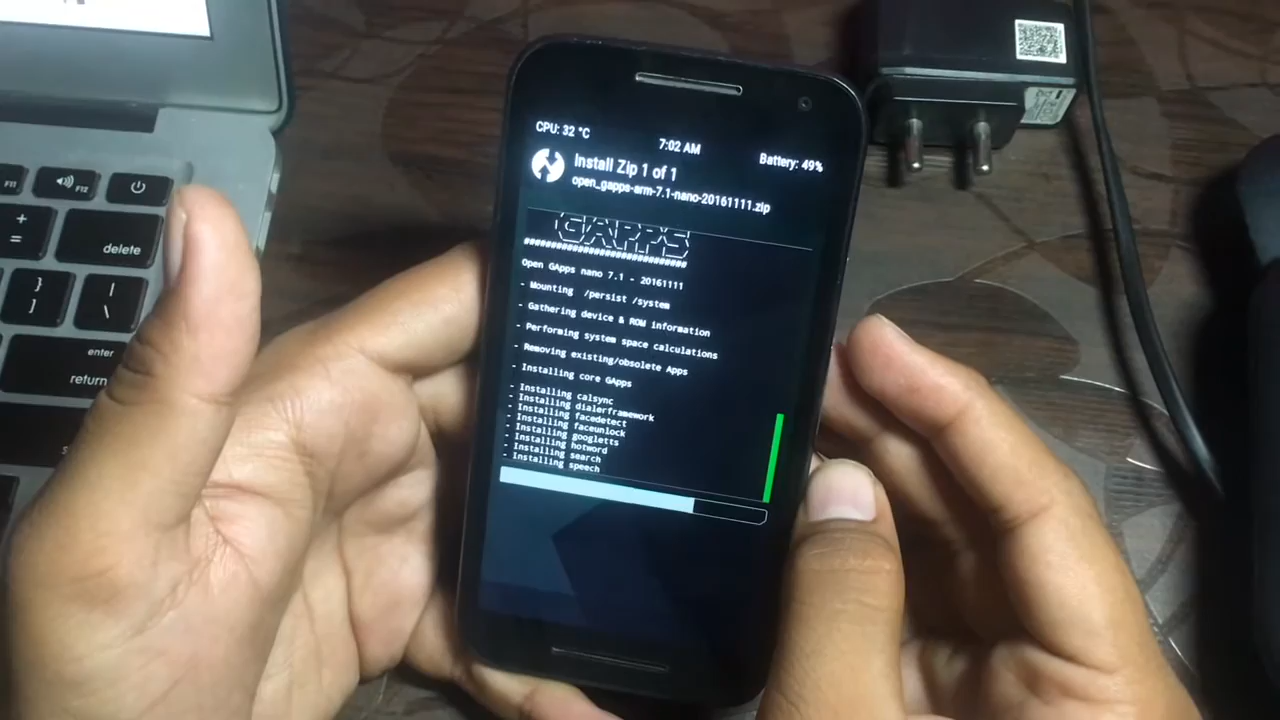 CPU: 32 °C
7:02 AM
Battery: 49%
Install Zip 1 of 1
open_gapps-arm-7.1-nano-20161111.zip
GAPPS
##############################
Open GApps nano 7.1 - 20161111
- Mounting /persist /system
- Gathering device & ROM information
- Performing system space calculations
- Removing existing/obsolete Apps
- Installing core GApps
- Installing calsync
- Installing dialerframework
- Installing facedetect
- Installing faceunlock
- Installing googletts
- Installing hotword
- Installing search
- Installing speech
F11
F12
+
=
delete
}
]
|
\
enter
return